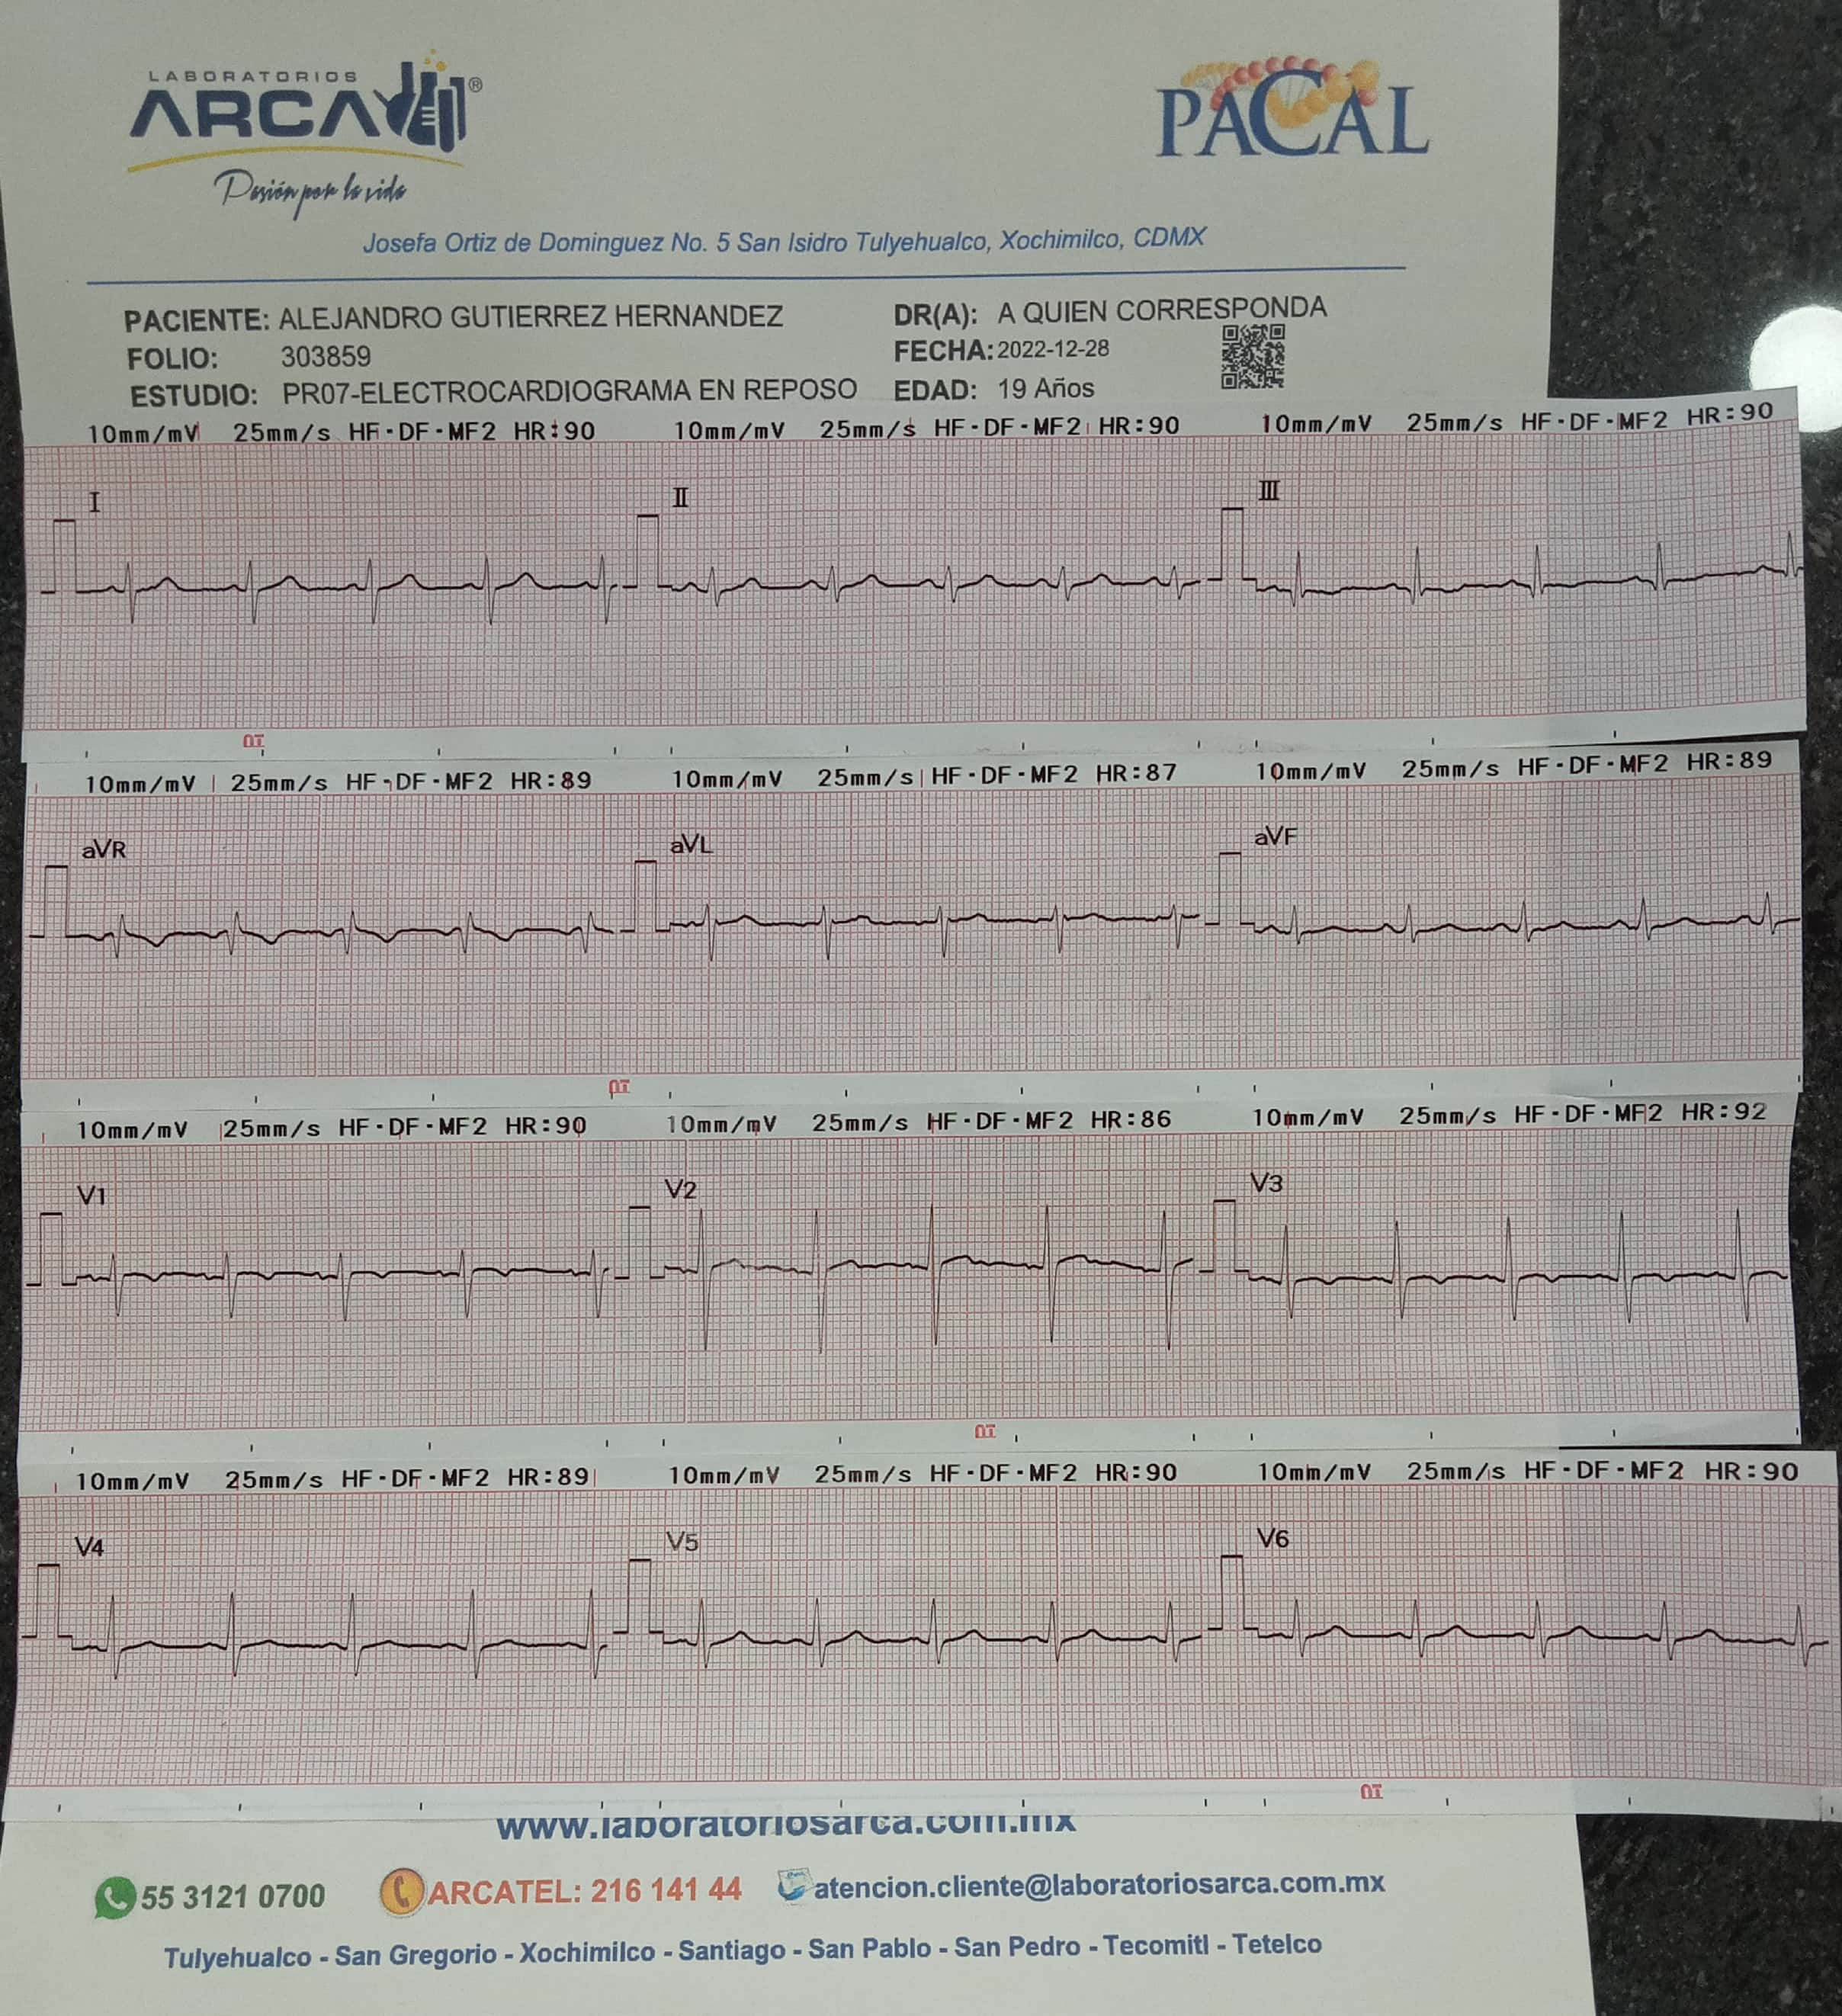 LABORATORIOS
ARCA ®
Pasión por la vida
PACAL
Josefa Ortiz de Dominguez No. 5 San Isidro Tulyehualco, Xochimilco, CDMX
PACIENTE: ALEJANDRO GUTIERREZ HERNANDEZ DR(A): A QUIEN CORRESPONDA
FOLIO: 303859 FECHA: 2022-12-28
ESTUDIO: PR07-ELECTROCARDIOGRAMA EN REPOSO EDAD: 19 Años
10mm/mV 25mm/s HF-DF-MF2 HR:90 10mm/mV 25mm/s HF-DF-MF2 HR:90 10mm/mV 25mm/s HF-DF-MF2 HR:90
I II III
10mm/mV 25mm/s HF-DF-MF2 HR:89 10mm/mV 25mm/s HF-DF-MF2 HR:87 10mm/mV 25mm/s HF-DF-MF2 HR:89
aVR aVL aVF
10mm/mV 25mm/s HF-DF-MF2 HR:90 10mm/mV 25mm/s HF-DF-MF2 HR:86 10mm/mV 25mm/s HF-DF-MF2 HR:92
V1 V2 V3
10mm/mV 25mm/s HF-DF-MF2 HR:89 10mm/mV 25mm/s HF-DF-MF2 HR:90 10mm/mV 25mm/s HF-DF-MF2 HR:90
V4 V5 V6
www.laboratoriosarca.com.mx
55 3121 0700 ARCATEL: 216 141 44 atencion.cliente@laboratoriosarca.com.mx
Tulyehualco - San Gregorio - Xochimilco - Santiago - San Pablo - San Pedro - Tecomitl - Tetelco